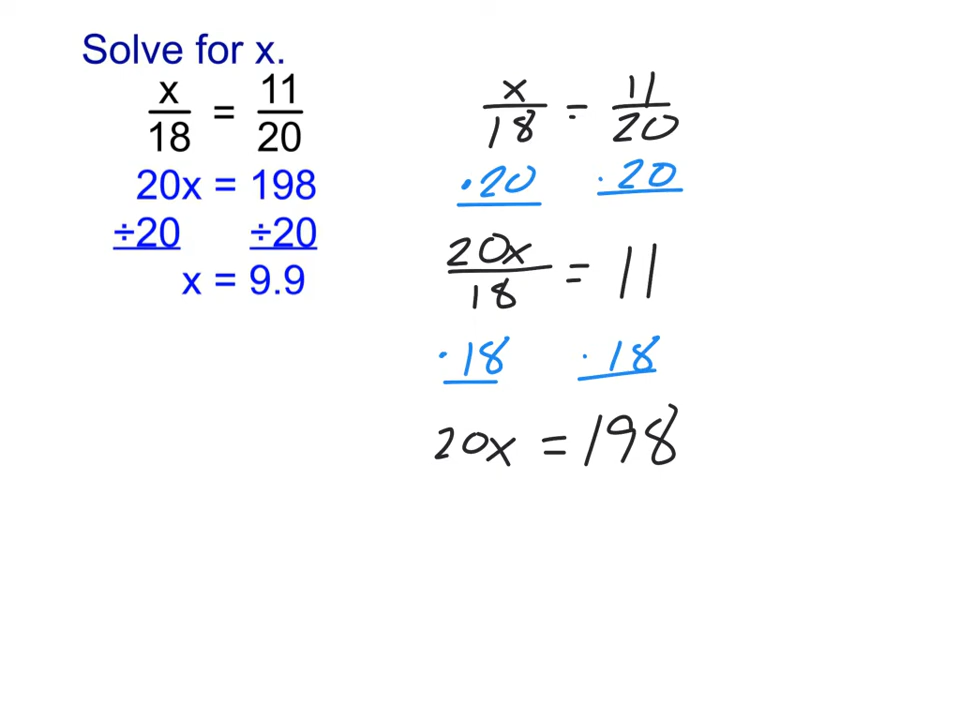 Solve for x.
x/18 = 11/20
20x = 198
÷20 ÷20
x = 9.9
x/18 = 11/20
·20 ·20
20x/18 = 11
·18 ·18
20x = 198